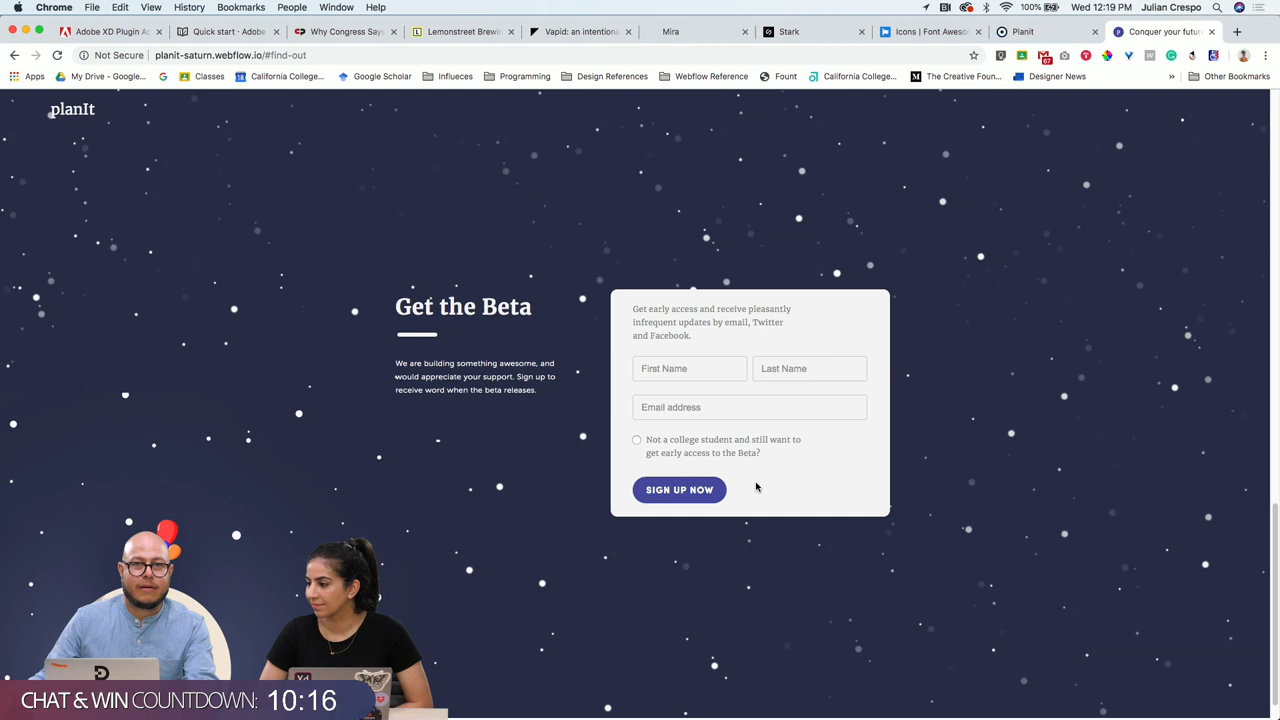 Chrome File Edit View History Bookmarks People Window Help 100% Wed 12:19 PM Julian Crespo
Adobe XD Plugin A Quick start · Adobe Why Congress Says Lemonstreet Brewin Vapid: an intentiona Mira Stark Icons | Font Aweso Planit Conquer your futur
Not Secure planit-saturn.webflow.io/#find-out
67
Apps My Drive - Google... Classes California College... Google Scholar Influeces Programming Design References Webflow Reference Fount California College... The Creative Foun... Designer News » Other Bookmarks
planIt
Get the Beta
We are building something awesome, and
would appreciate your support. Sign up to
receive word when the beta releases.
Get early access and receive pleasantly
infrequent updates by email, Twitter
and Facebook.
First Name Last Name
Email address
Not a college student and still want to
get early access to the Beta?
SIGN UP NOW
Xd
CHAT & WIN COUNTDOWN: 10:16